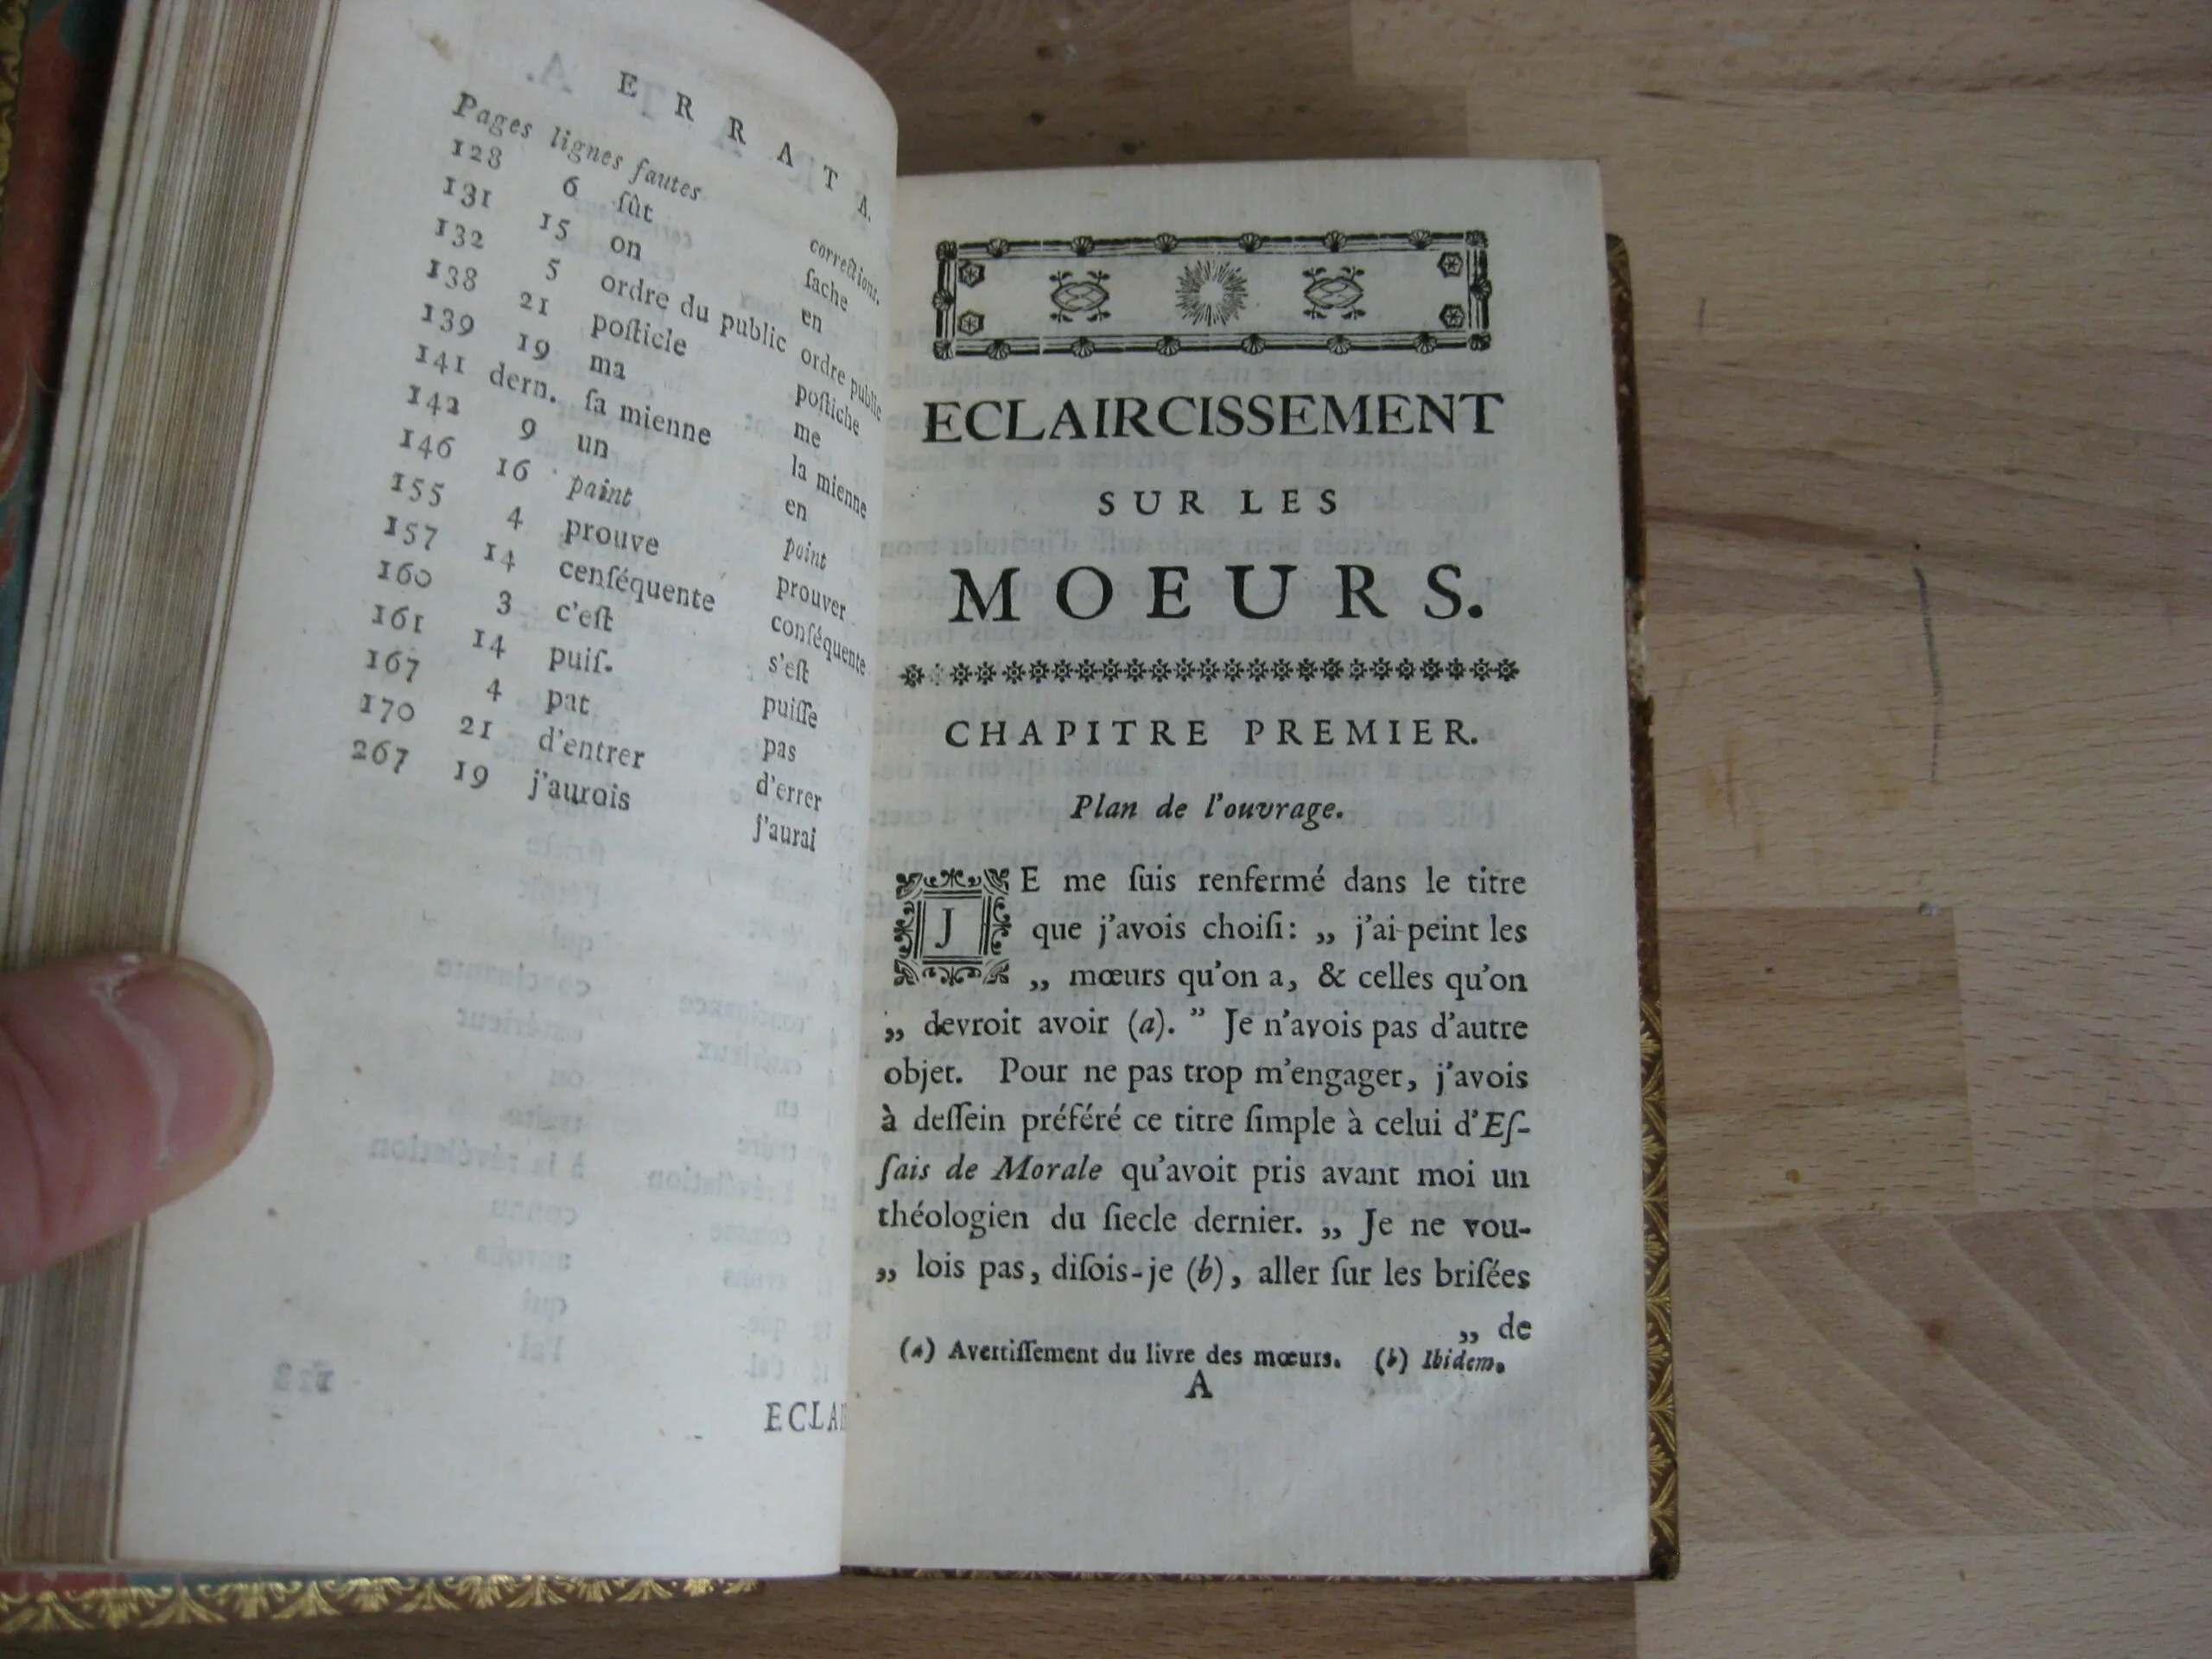 ERRATA.
Pages lignes fautes corrections.
128 6 ſût ſache
131 15 on en
132 5 ordre du public ordre public
138 21 poſticle poſtiche
139 19 ma me
141 dern. ſa mienne la mienne
142 9 un en
146 16 paint point
155 4 prouve prouver
157 14 cenſéquente conſéquente
160 3 c'eſt s'eſt
161 14 puiſ. puiſſe
167 4 pat pas
170 21 d'entrer d'errer
267 19 j'aurois j'aurai
ECLAI
ECLAIRCISSEMENT
SUR LES
MOEURS.
CHAPITRE PREMIER.
Plan de l'ouvrage.
JE me ſuis renfermé dans le titre
que j'avois choiſi: „ j'ai peint les
„ mœurs qu'on a, & celles qu'on
„ devroit avoir (a). ” Je n'avois pas d'autre
objet. Pour ne pas trop m'engager, j'avois
à deſſein préféré ce titre ſimple à celui d'Eſ-
ſais de Morale qu'avoit pris avant moi un
théologien du ſiecle dernier. „ Je ne vou-
„ lois pas, diſois-je (b), aller ſur les briſées
„ de
(a) Avertiſſement du livre des mœurs. (b) Ibidem.
A